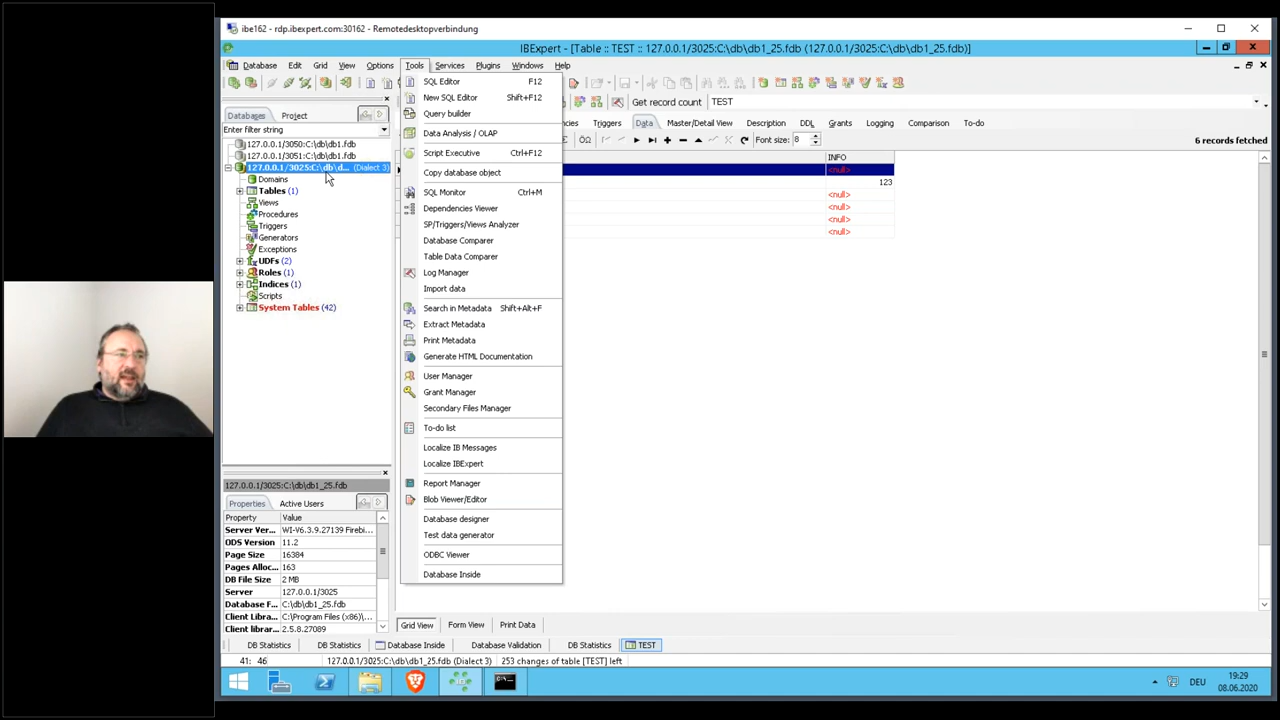 ibe162 - rdp.ibexpert.com:30162 - Remotedesktopverbindung
IBExpert - [Table :: TEST :: 127.0.0.1/3025:C:\db\db1_25.fdb (127.0.0.1/3025:C:\db\db1_25.fdb)]
Database Edit Grid View Options Tools Services Plugins Windows Help
Get record count TEST
Databases Project
Enter filter string
127.0.0.1/3050:C:\db\db1.fdb
127.0.0.1/3051:C:\db\db1.fdb
127.0.0.1/3025:C:\db\d... (Dialect 3)
Domains
Tables (1)
Views
Procedures
Triggers
Generators
Exceptions
UDFs (2)
Roles (1)
Indices (1)
Scripts
System Tables (42)
SQL Editor F12
New SQL Editor Shift+F12
Query builder
Data Analysis / OLAP
Script Executive Ctrl+F12
Copy database object
SQL Monitor Ctrl+M
Dependencies Viewer
SP/Triggers/Views Analyzer
Database Comparer
Table Data Comparer
Log Manager
Import data
Search in Metadata Shift+Alt+F
Extract Metadata
Print Metadata
Generate HTML Documentation
User Manager
Grant Manager
Secondary Files Manager
To-do list
Localize IB Messages
Localize IBExpert
Report Manager
Blob Viewer/Editor
Database designer
Test data generator
ODBC Viewer
Database Inside
encies Triggers Data Master/Detail View Description DDL Grants Logging Comparison To-do
Font size: 8
6 records fetched
INFO
<null>
123
<null>
<null>
<null>
<null>
127.0.0.1/3025:C:\db\db1_25.fdb
Properties Active Users
Property Value
Server Ver... WI-V6.3.9.27139 Firebi...
ODS Version 11.2
Page Size 16384
Pages Alloc... 163
DB File Size 2 MB
Server 127.0.0.1/3025
Database F... C:\db\db1_25.fdb
Client Libra... C:\Program Files (x86)\...
Client librar... 2.5.8.27089
Grid View Form View Print Data
DB Statistics DB Statistics Database Inside Database Validation DB Statistics TEST
41: 46 127.0.0.1/3025:C:\db\db1_25.fdb (Dialect 3) 253 changes of table [TEST] left
DEU
19:29
08.06.2020